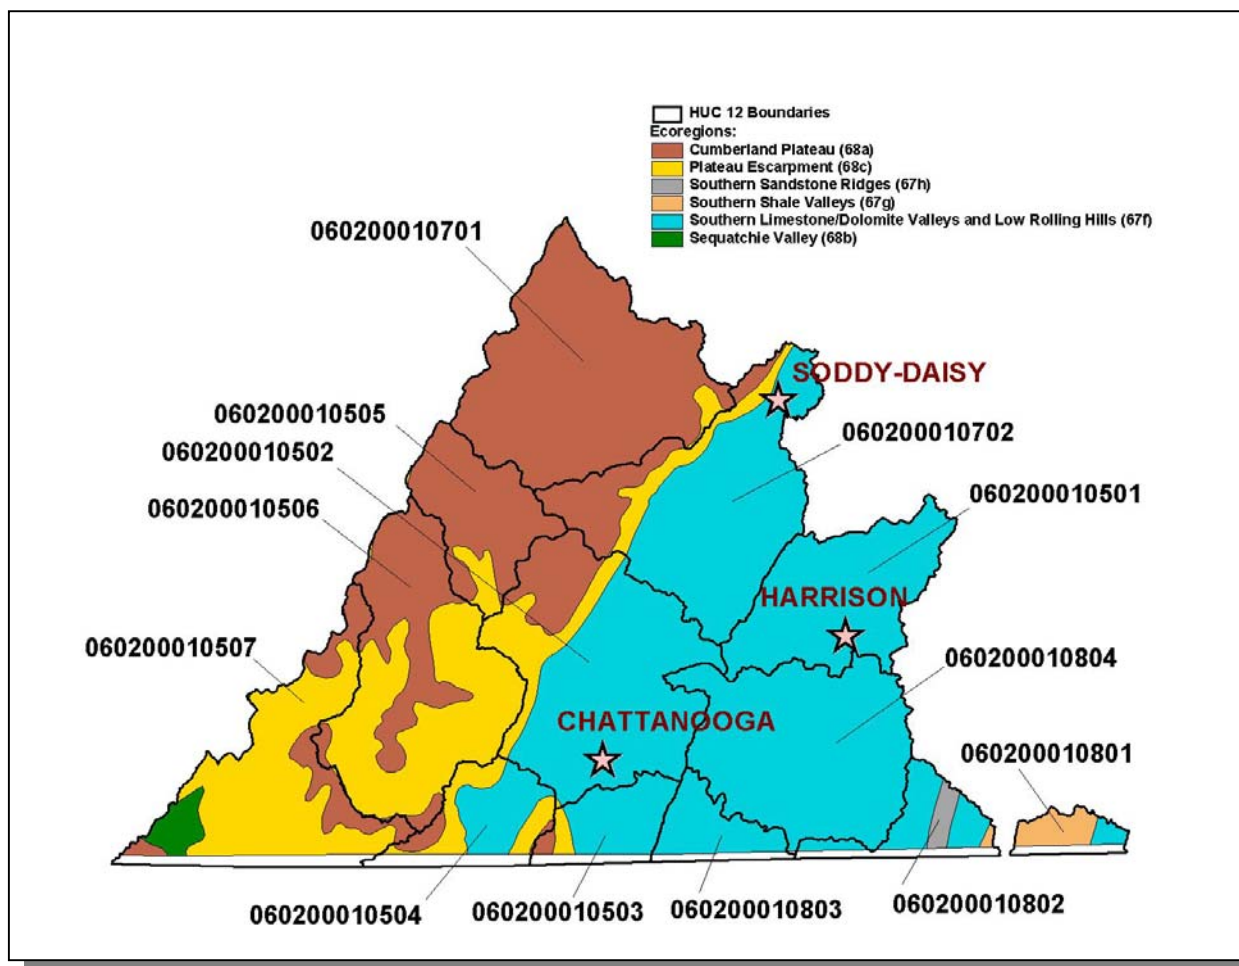 HUC 12 Boundaries
Ecoregions:
Cumberland Plateau (68a)
Plateau Escarpment (68c)
Southern Sandstone Ridges (67h)
Southern Shale Valleys (67g)
Southern Limestone/Dolomite Valleys and Low Rolling Hills (67f)
Sequatchie Valley (68b)
060200010701
SODDY-DAISY
060200010505
060200010702
060200010502
060200010501
060200010506
HARRISON
060200010507
060200010804
CHATTANOOGA
060200010801
060200010504
060200010503
060200010803
060200010802